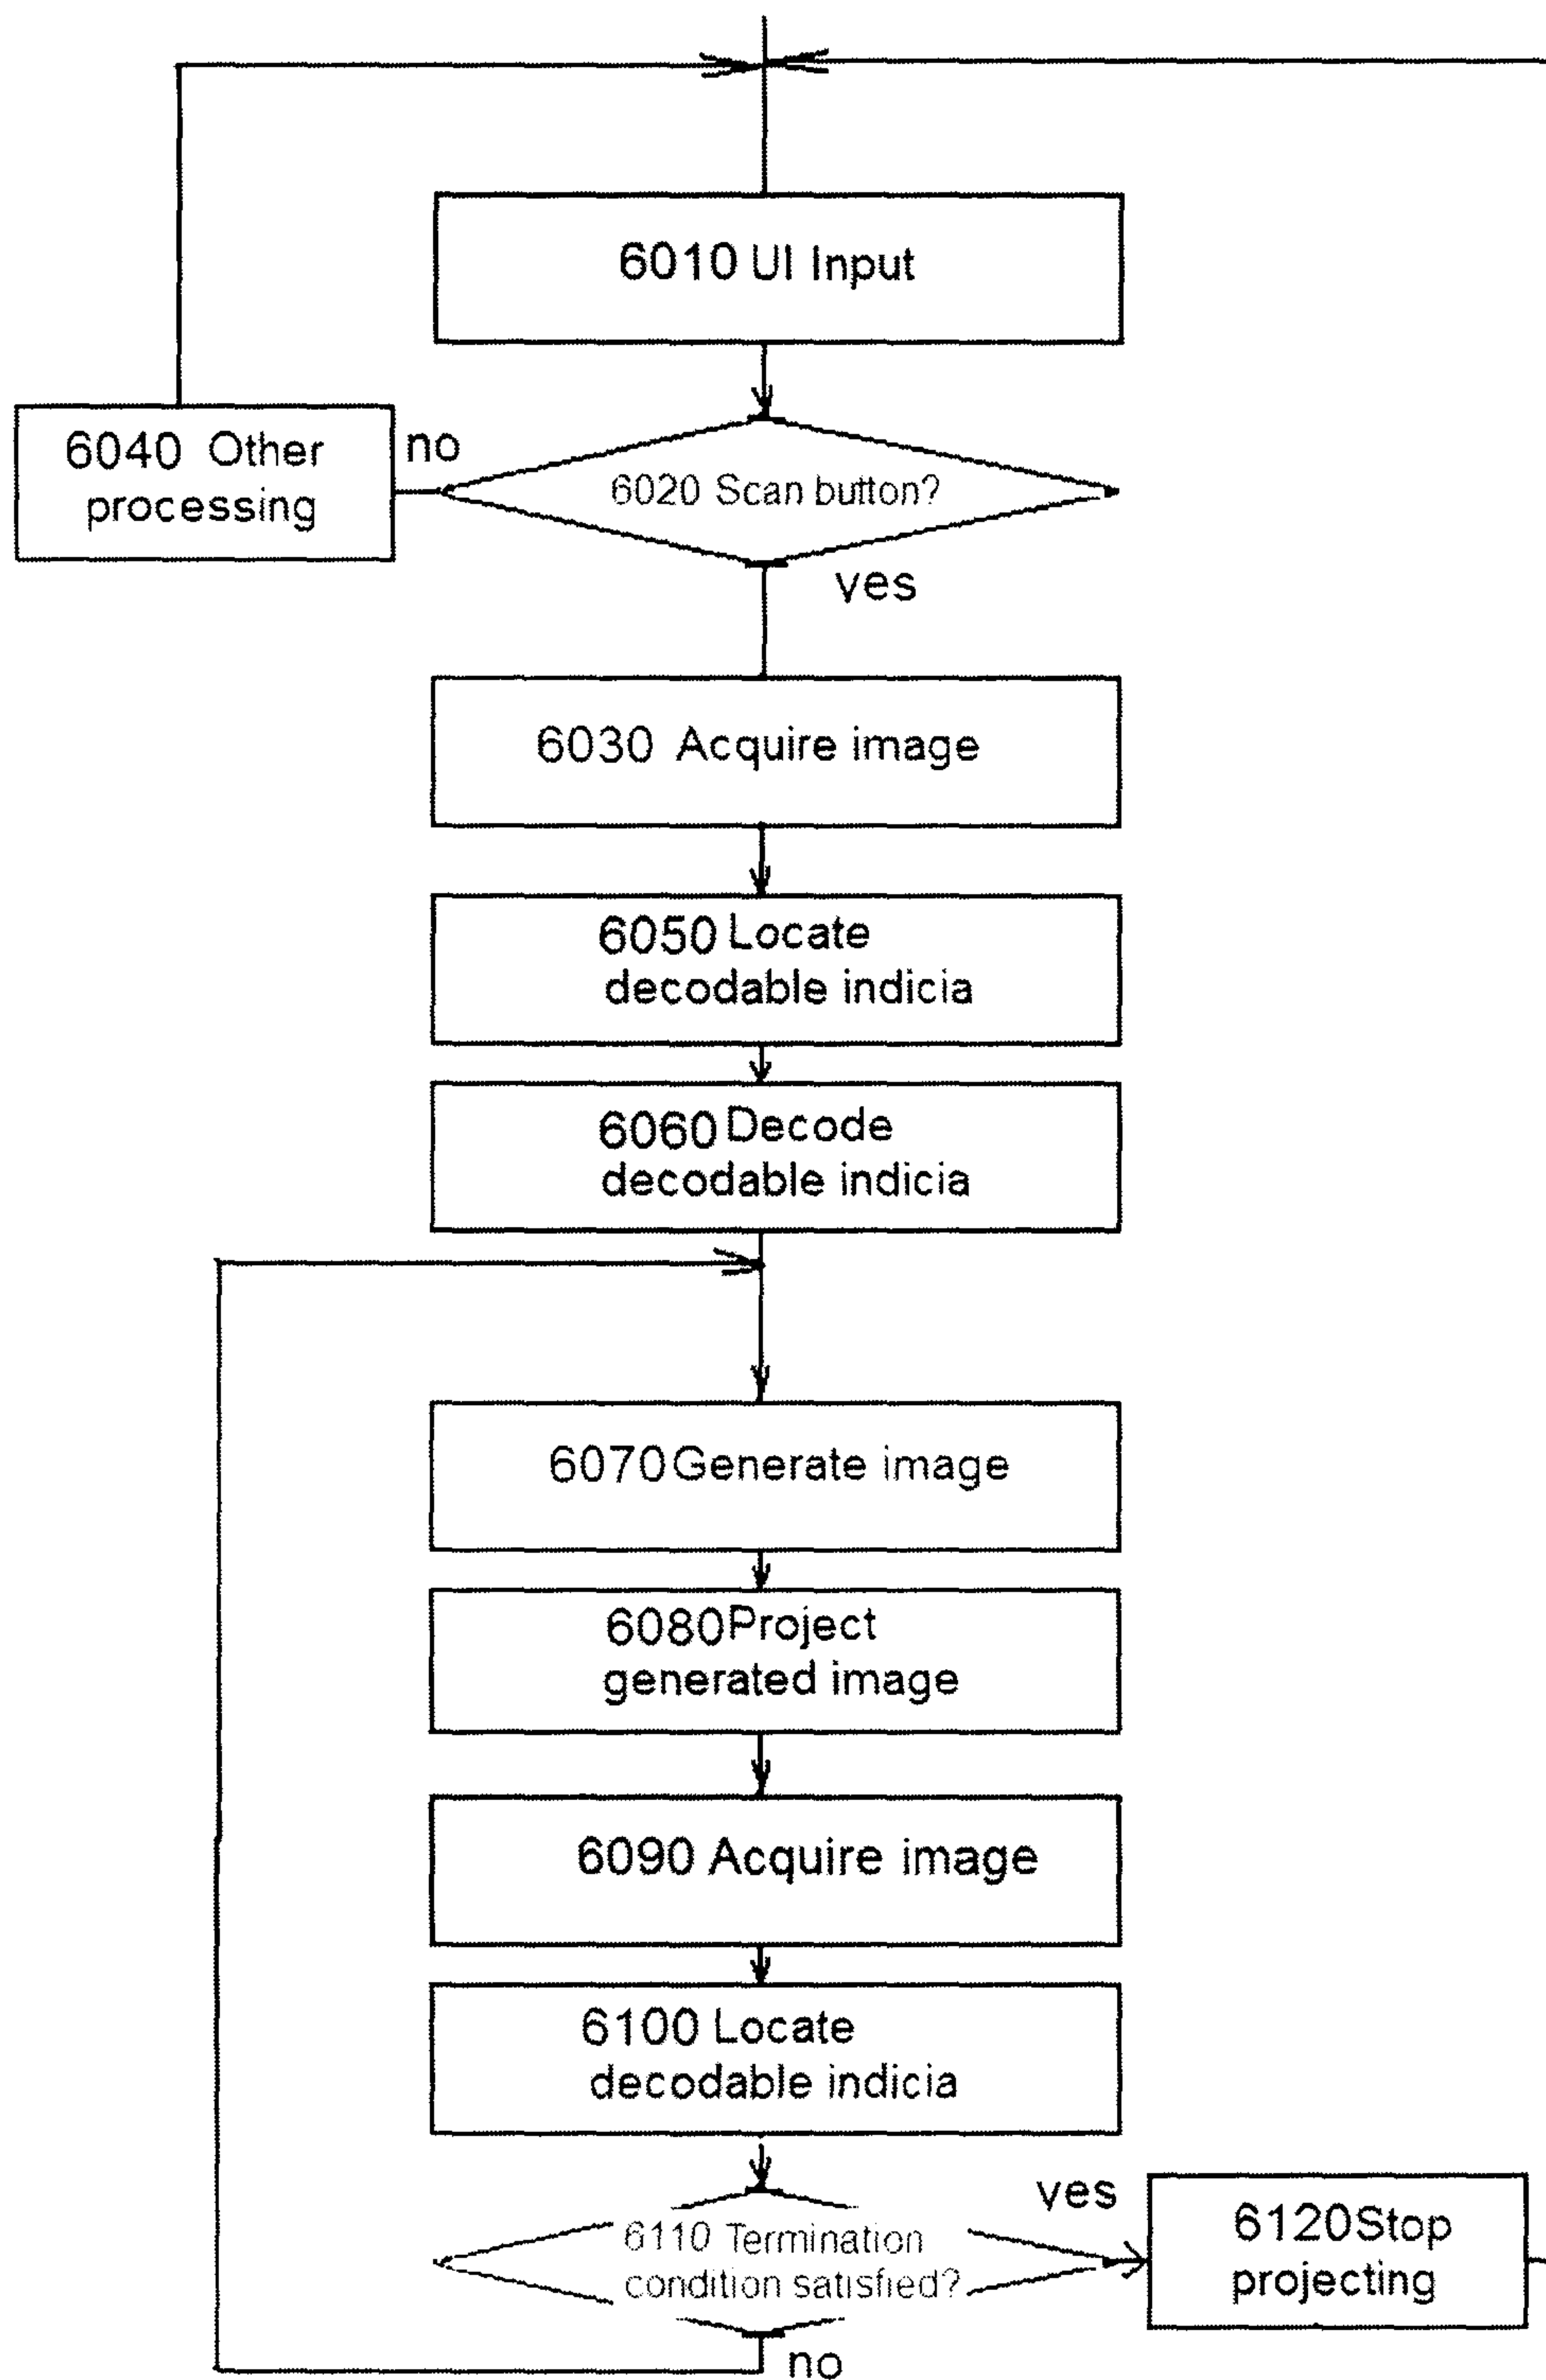 6010 UI Input
6040 Other
processing
no
6020 Scan button?
yes
6030 Acquire image
6050 Locate
decodable indicia
6060 Decode
decodable indicia
6070 Generate image
6080 Project
generated image
6090 Acquire image
6100 Locate
decodable indicia
6110 Termination
condition satisfied?
yes
6120 Stop
projecting
no